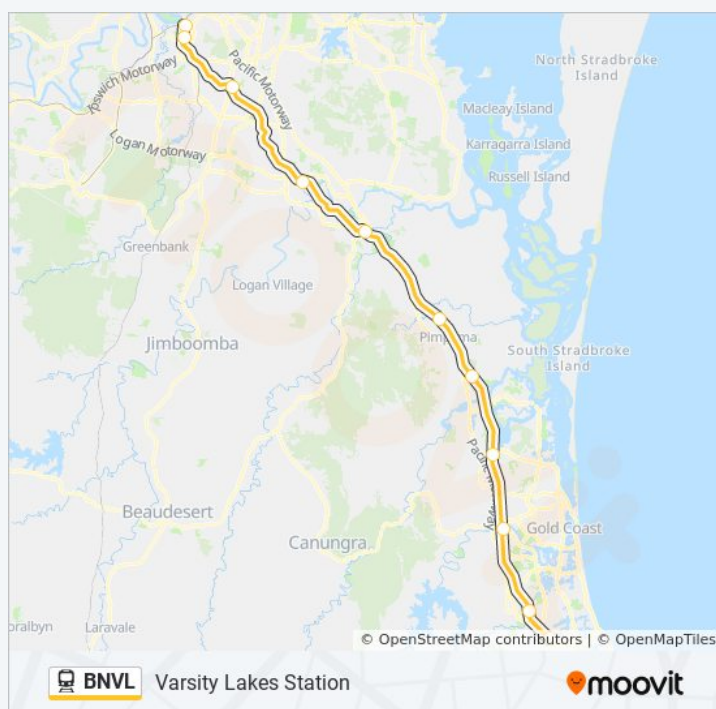 North Stradbroke
Island
Pacific Motorway
Ipswich Motorway
Macleay Island
Karragarra Island
Logan Motorway
Russell Island
Greenbank
Logan Village
Pimpama
Jimboomba
South Stradbroke
Island
Pacific Motorway
Beaudesert
Gold Coast
Canungra
oralbyn
Laravale
© OpenStreetMap contributors | © OpenMapTiles
BNVL
Varsity Lakes Station
moovit